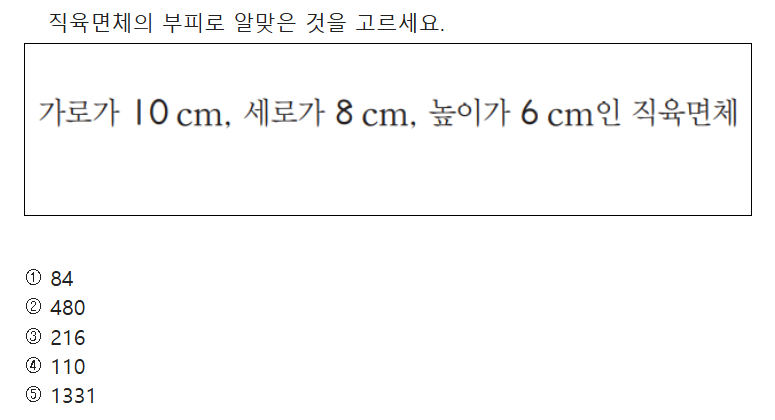 직육면체의 부피로 알맞은 것을 고르세요.
가로가 10 cm, 세로가 8 cm, 높이가 6 cm인 직육면체
① 84
② 480
③ 216
④ 110
⑤ 1331